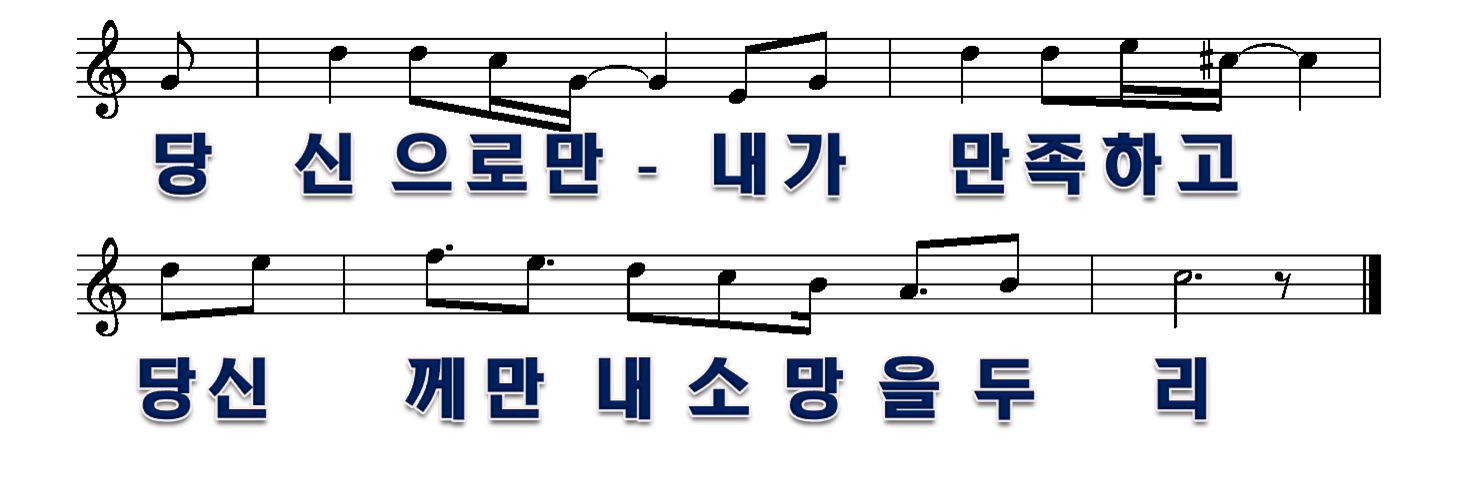 당 신 으로만 - 내가 만족하고
당신 께만 내 소 망 을 두 리